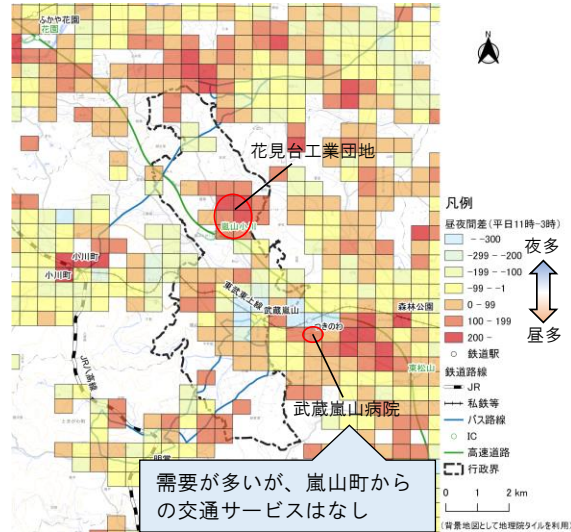 ふかや花園
花園
N
花見台工業団地
嵐山小川
小川町
小川町
東武東上線
武蔵嵐山
森林公園
つきのわ
東松山
JR八高線
武蔵嵐山病院
明覚
需要が多いが、嵐山町から
の交通サービスはなし
凡例
昼夜間差(平日11時-3時)
- -300
-299 - -200
-199 - -100
-99 - -1
0 - 99
100 - 199
200 -
夜多
昼多
鉄道駅
鉄道路線
JR
私鉄等
バス路線
IC
高速道路
行政界
0 1 2 km
(背景地図として地理院タイルを利用)